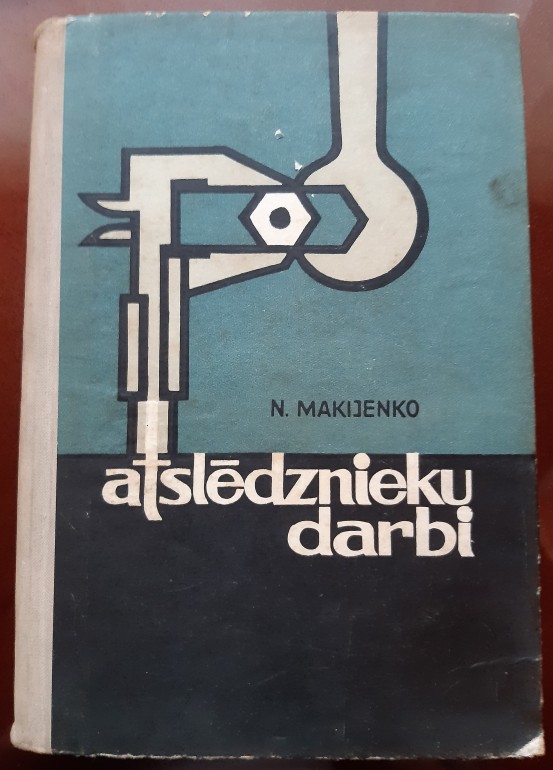 N. MAKIJENKO
atslēdznieku
darbi